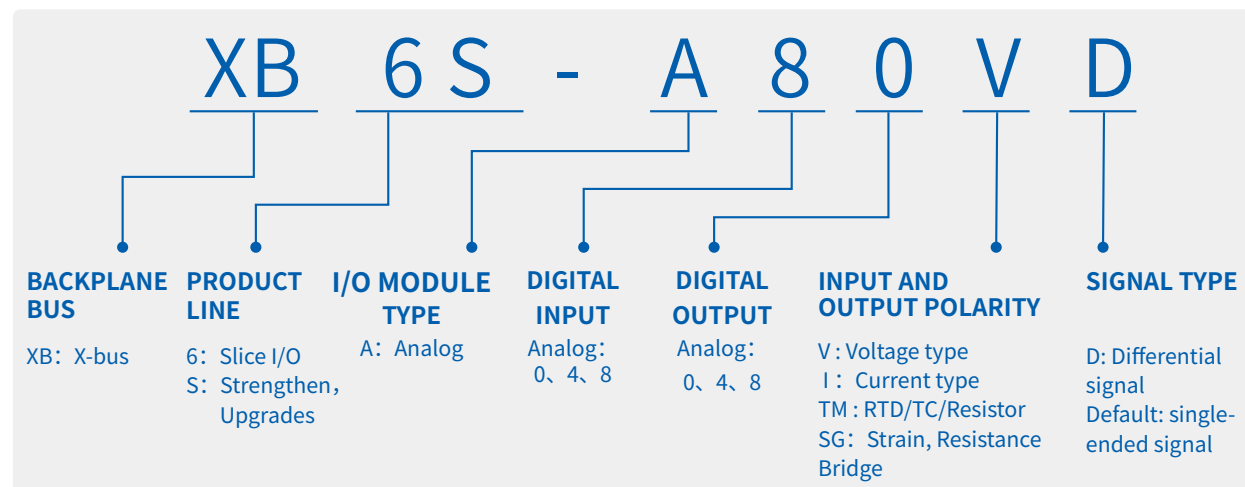 XB 6S - A 8 0 V D
BACKPLANE
BUS
XB：X-bus
PRODUCT
LINE
6：Slice I/O
S：Strengthen，
Upgrades
I/O MODULE
TYPE
A：Analog
DIGITAL
INPUT
Analog：
0、4、8
DIGITAL
OUTPUT
Analog：
0、4、8
INPUT AND
OUTPUT POLARITY
V : Voltage type
I：Current type
TM : RTD/TC/Resistor
SG：Strain, Resistance
Bridge
SIGNAL TYPE
D: Differential
signal
Default: single-
ended signal